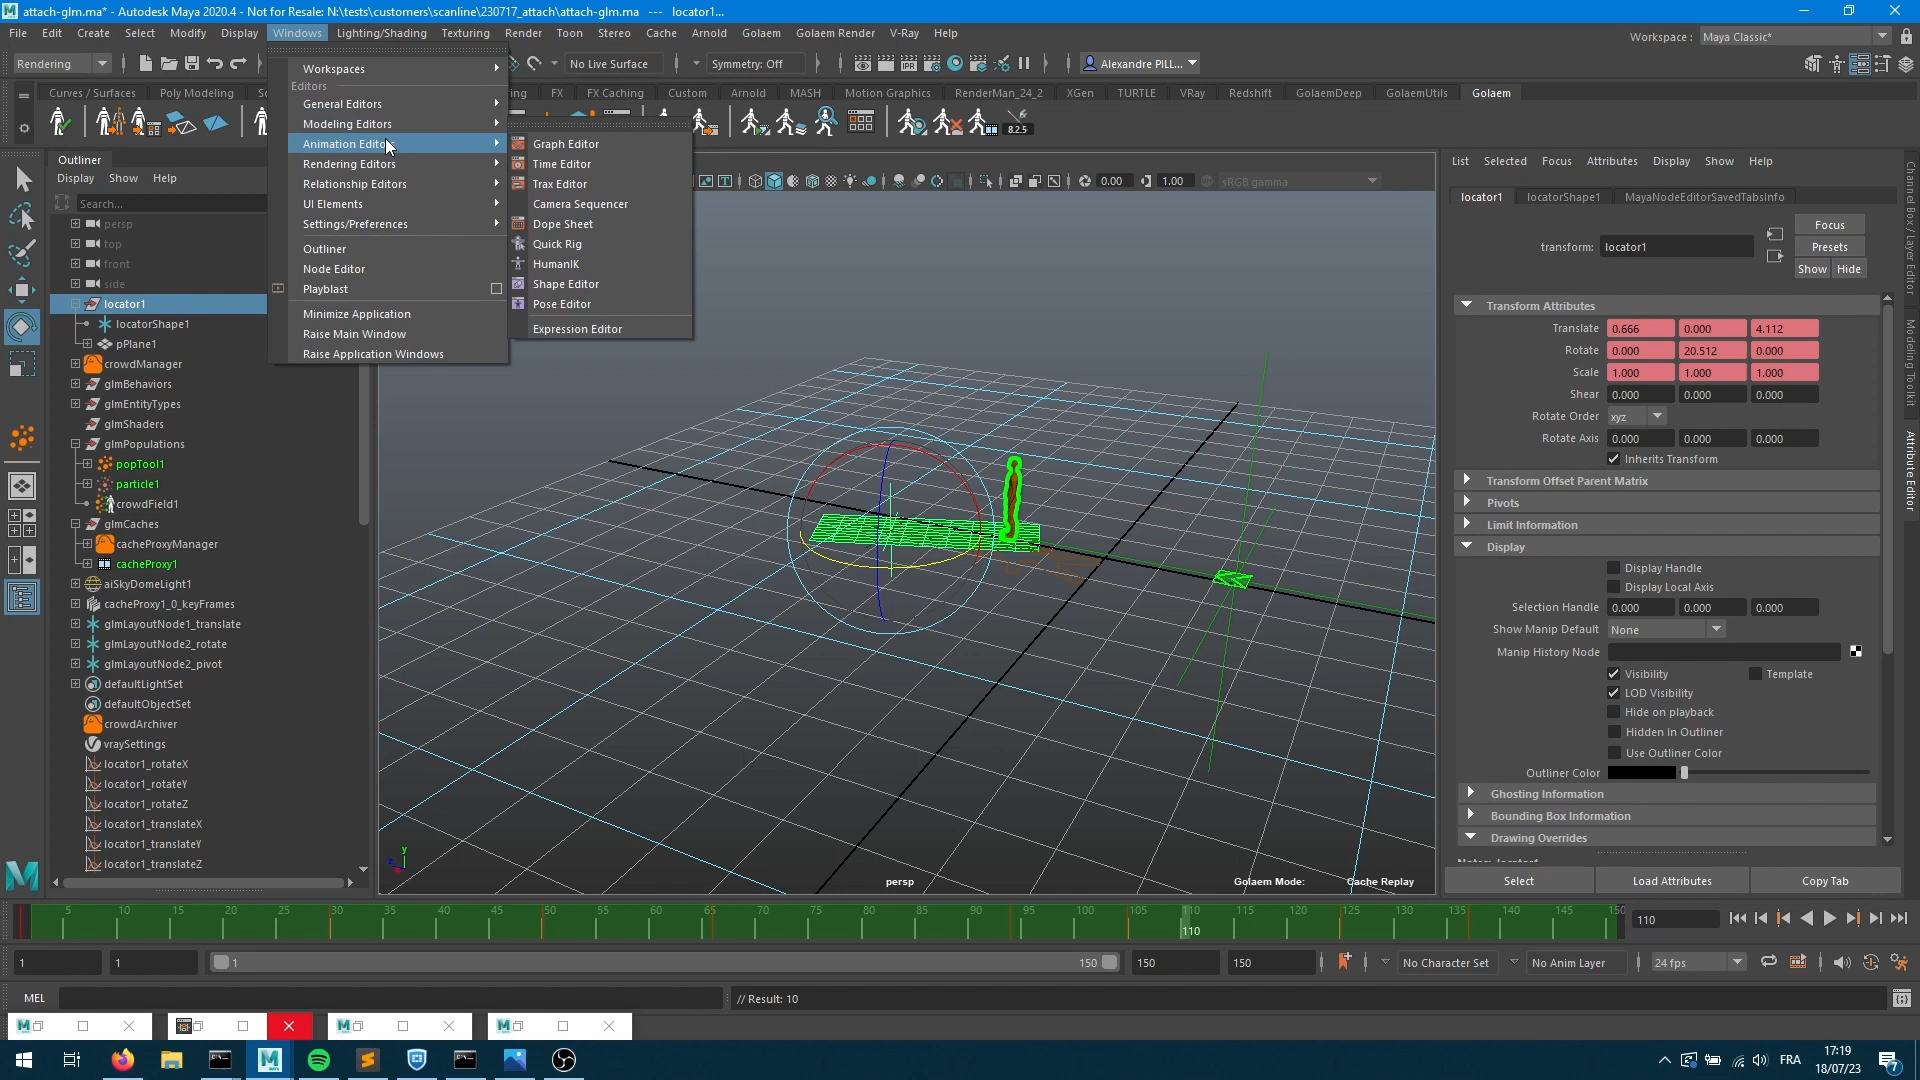 attach-glm.ma* - Autodesk Maya 2020.4 - Not for Resale: N:\tests\customers\scanline\230717_attach\attach-glm.ma --- locator1...
File Edit Create Select Modify Display Windows Lighting/Shading Texturing Render Toon Stereo Cache Arnold Golaem Golaem Render V-Ray Help
Workspace : Maya Classic*
Rendering No Live Surface Symmetry: Off Alexandre PILL...
Curves / Surfaces Poly Modeling FX FX Caching Custom Arnold MASH Motion Graphics RenderMan_24_2 XGen TURTLE VRay Redshift GolaemDeep GolaemUtils Golaem
IPR
8.2.5
Workspaces
Editors
General Editors
Modeling Editors
Animation Edito
Rendering Editors
Relationship Editors
UI Elements
Settings/Preferences
Outliner
Node Editor
Playblast
Minimize Application
Raise Main Window
Raise Application Windows
Graph Editor
Time Editor
Trax Editor
Camera Sequencer
Dope Sheet
Quick Rig
HumanIK
Shape Editor
Pose Editor
Expression Editor
Outliner
Display Show Help
Search...
persp
top
front
side
locator1
locatorShape1
pPlane1
crowdManager
glmBehaviors
glmEntityTypes
glmShaders
glmPopulations
popTool1
particle1
crowdField1
glmCaches
cacheProxyManager
cacheProxy1
aiSkyDomeLight1
cacheProxy1_0_keyFrames
glmLayoutNode1_translate
glmLayoutNode2_rotate
glmLayoutNode2_pivot
defaultLightSet
defaultObjectSet
crowdArchiver
vraySettings
locator1_rotateX
locator1_rotateY
locator1_rotateZ
locator1_translateX
locator1_translateY
locator1_translateZ
0.00 1.00 sRGB gamma
y
z
persp
Golaem Mode: Cache Replay
List Selected Focus Attributes Display Show Help
locator1 locatorShape1 MayaNodeEditorSavedTabsInfo
transform: locator1
Focus
Presets
Show Hide
Transform Attributes
Translate 0.666 0.000 4.112
Rotate 0.000 20.512 0.000
Scale 1.000 1.000 1.000
Shear 0.000 0.000 0.000
Rotate Order xyz
Rotate Axis 0.000 0.000 0.000
Inherits Transform
Transform Offset Parent Matrix
Pivots
Limit Information
Display
Display Handle
Display Local Axis
Selection Handle 0.000 0.000 0.000
Show Manip Default None
Manip History Node
Visibility Template
LOD Visibility
Hide on playback
Hidden In Outliner
Use Outliner Color
Outliner Color
Ghosting Information
Bounding Box Information
Drawing Overrides
Select Load Attributes Copy Tab
Channel Box / Layer Editor
Modeling Toolkit
Attribute Editor
5 10 15 20 25 30 35 40 45 50 55 60 65 70 75 80 85 90 95 100 105 110 115 120 125 130 135 140 145 150
110
110
1 1 1 150 150 150 No Character Set No Anim Layer 24 fps
MEL // Result: 10
FRA 17:19
18/07/23
7